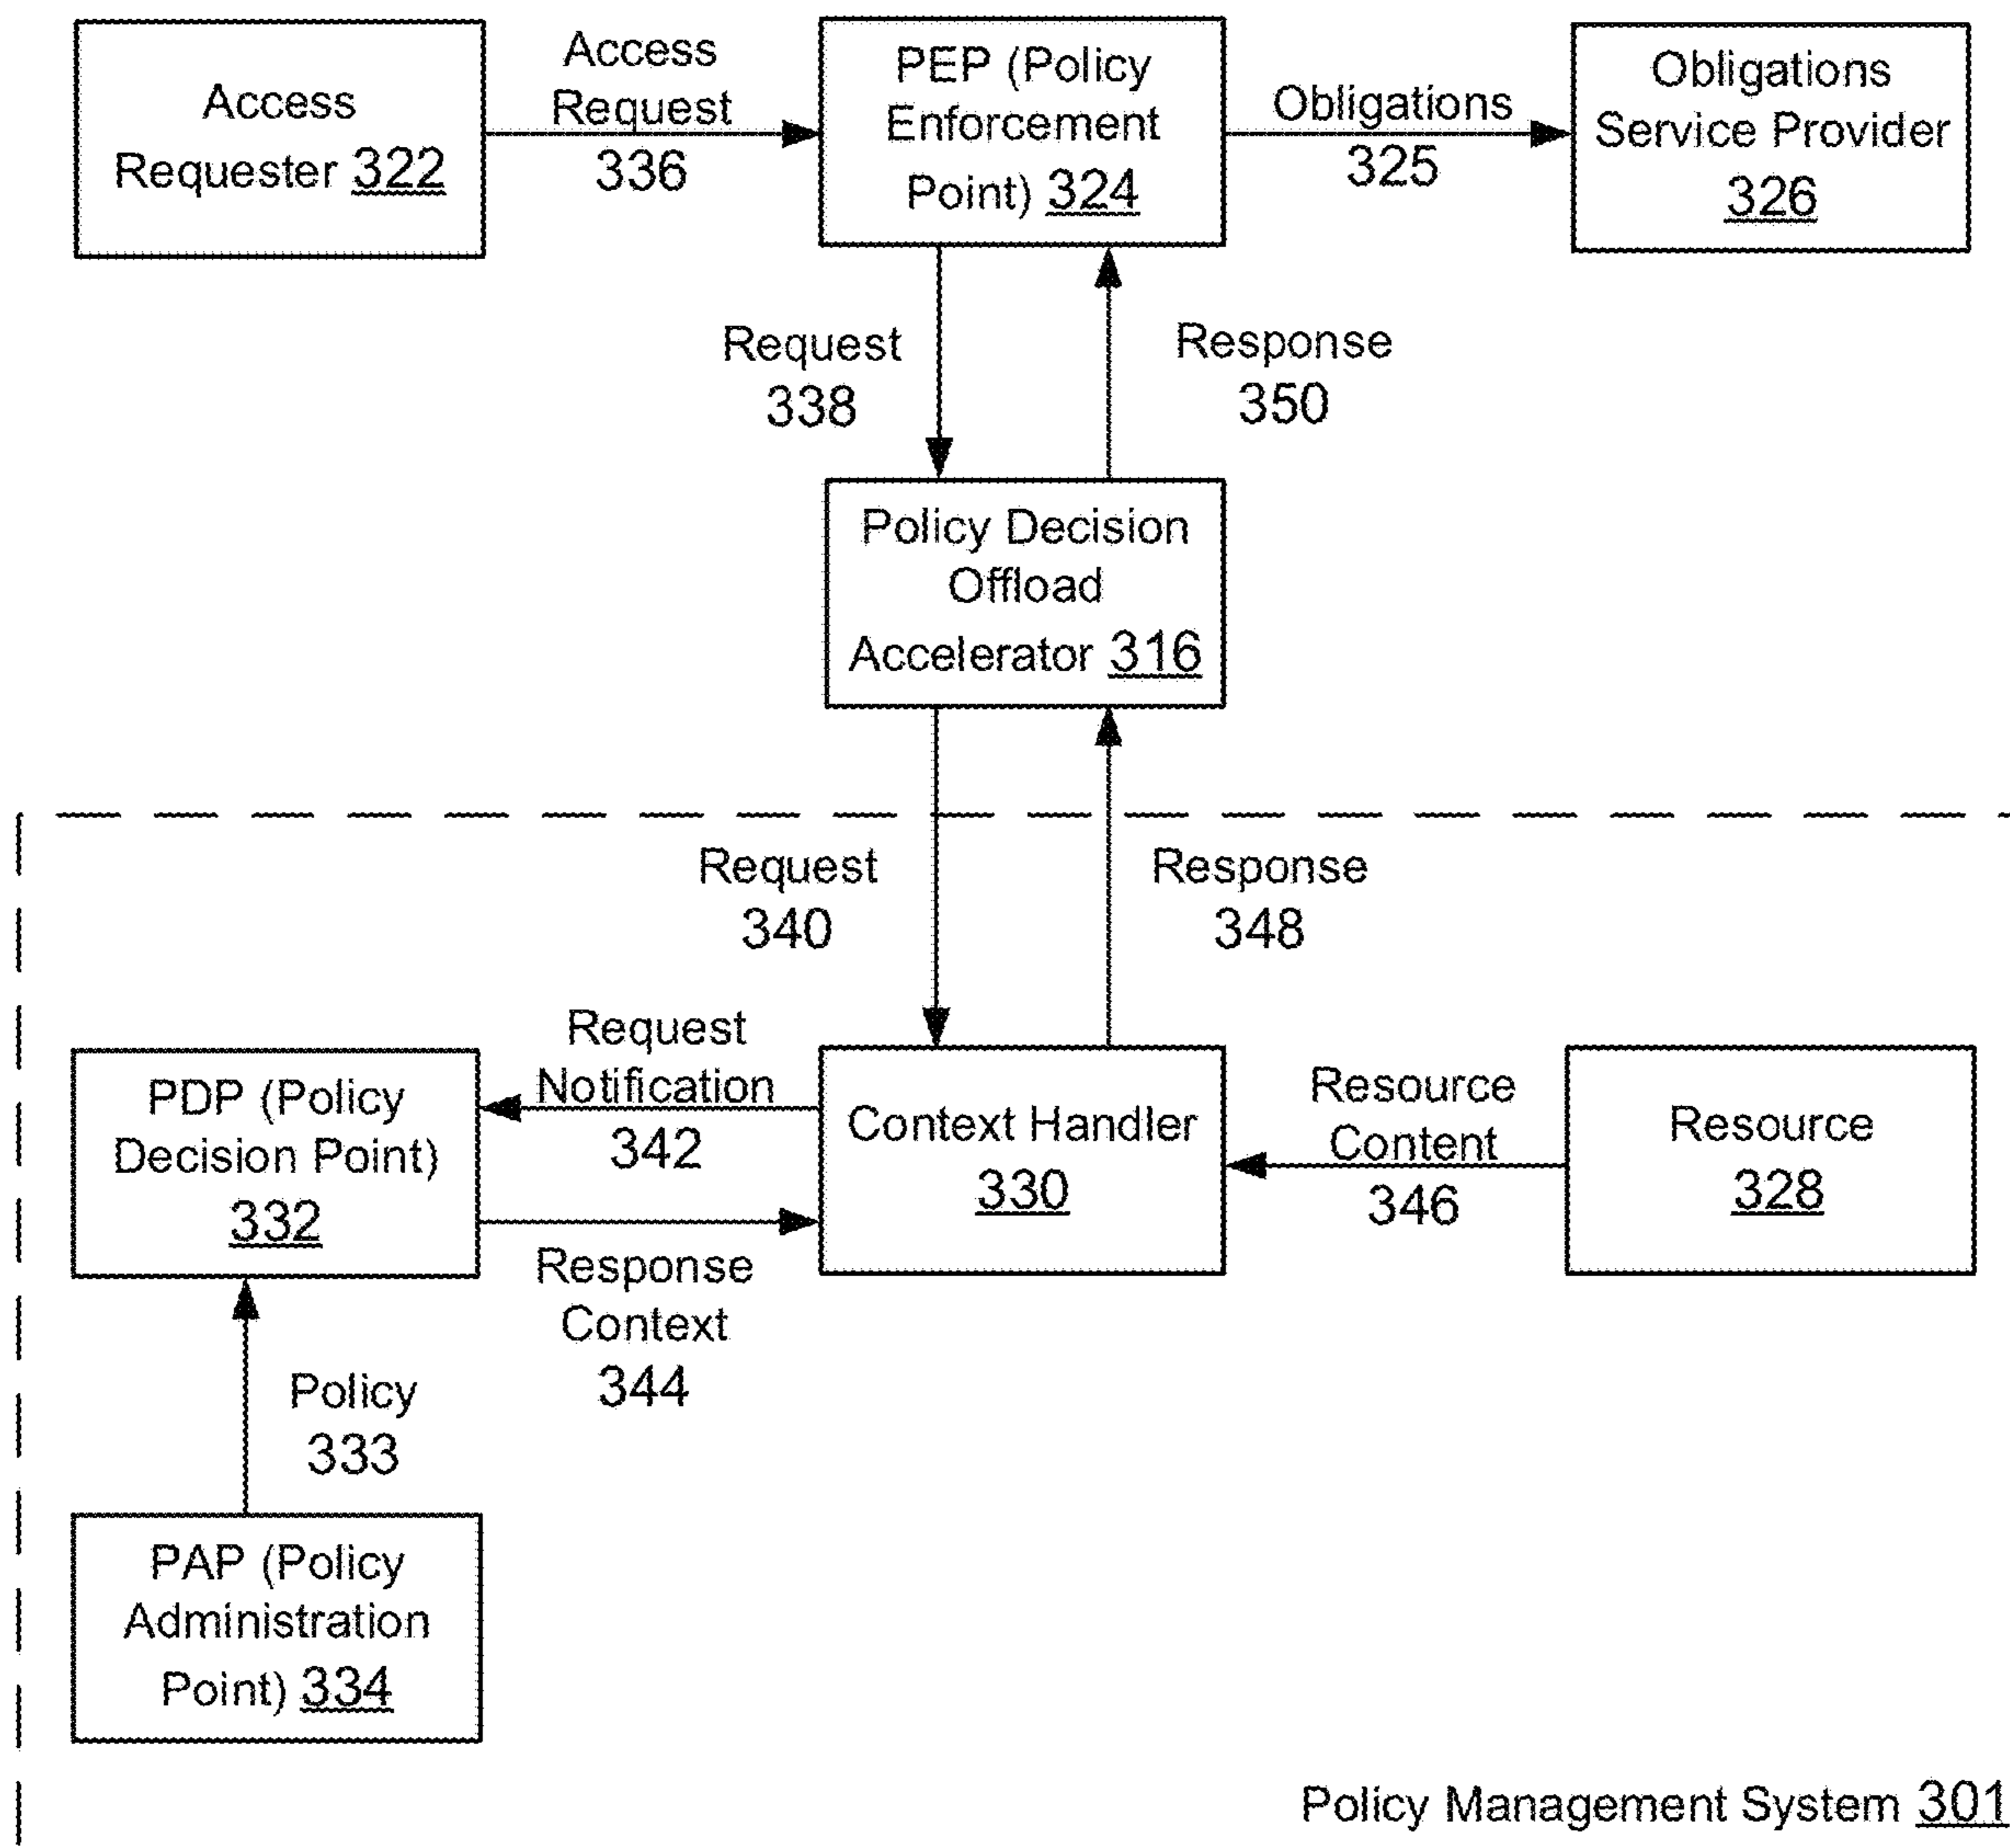 Access
Requester 322
Access
Request
336
PEP (Policy
Enforcement
Point) 324
Obligations
325
Obligations
Service Provider
326
Request
338
Response
350
Policy Decision
Offload
Accelerator 316
Request
340
Response
348
PDP (Policy
Decision Point)
332
Request
Notification
342
Response
Context
344
Context Handler
330
Resource
Content
346
Resource
328
Policy
333
PAP (Policy
Administration
Point) 334
Policy Management System 301